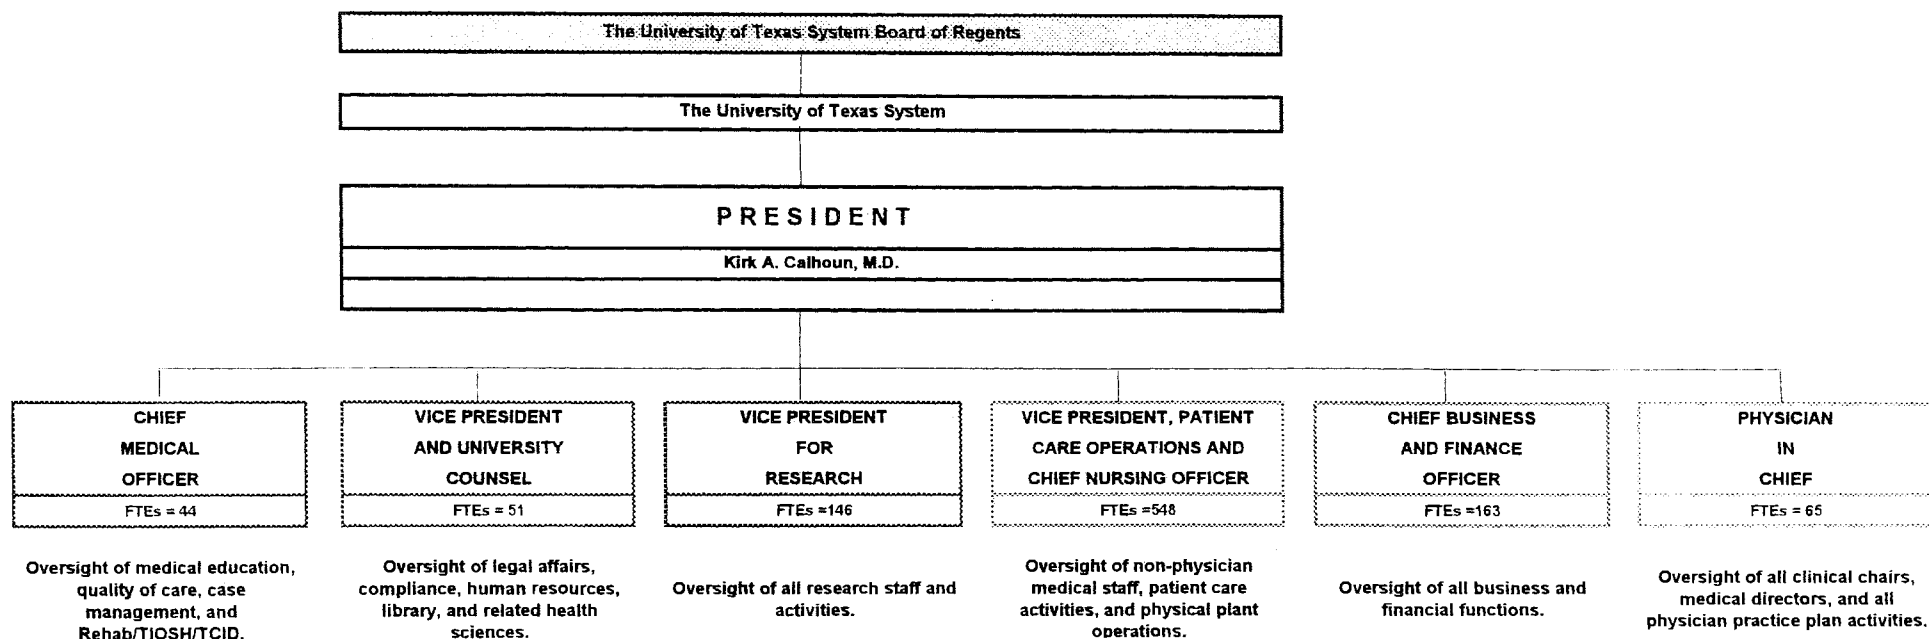 The University of Texas System Board of Regents
The University of Texas System
PRESIDENT
Kirk A. Calhoun, M.D.
CHIEF
MEDICAL
OFFICER
FTEs = 44
Oversight of medical education,
quality of care, case
management, and
Rehab/TIOSH/TCID.
VICE PRESIDENT
AND UNIVERSITY
COUNSEL
FTEs = 51
Oversight of legal affairs,
compliance, human resources,
library, and related health
sciences.
VICE PRESIDENT
FOR
RESEARCH
FTEs =146
Oversight of all research staff and
activities.
VICE PRESIDENT, PATIENT
CARE OPERATIONS AND
CHIEF NURSING OFFICER
FTEs =548
Oversight of non-physician
medical staff, patient care
activities, and physical plant
operations.
CHIEF BUSINESS
AND FINANCE
OFFICER
FTEs =163
Oversight of all business and
financial functions.
PHYSICIAN
IN
CHIEF
FTEs = 65
Oversight of all clinical chairs,
medical directors, and all
physician practice plan activities.